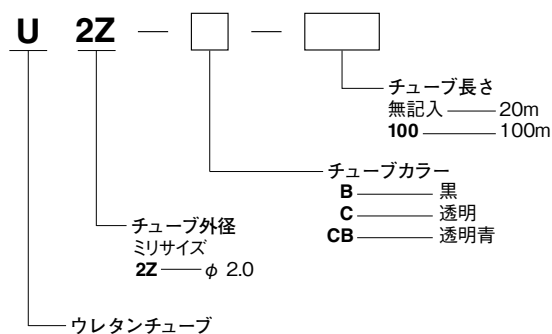 U 2Z — □ — □
チューブ長さ
無記入 —— 20m
100 —— 100m
チューブカラー
B —— 黒
C —— 透明
CB —— 透明青
チューブ外径
ミリサイズ
2Z —— φ 2.0
ウレタンチューブ